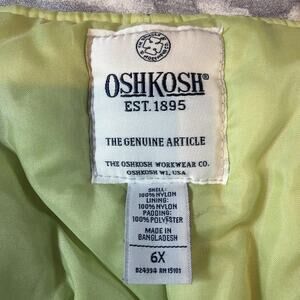 OSHKOSH®
EST. 1895
THE GENUINE ARTICLE
THE OSHKOSH WORKWEAR CO.
OSHKOSH WI, USA
SHELL:
100% NYLON
LINING:
100% NYLON
PADDING:
100% POLYESTER
MADE IN
BANGLADESH
6X